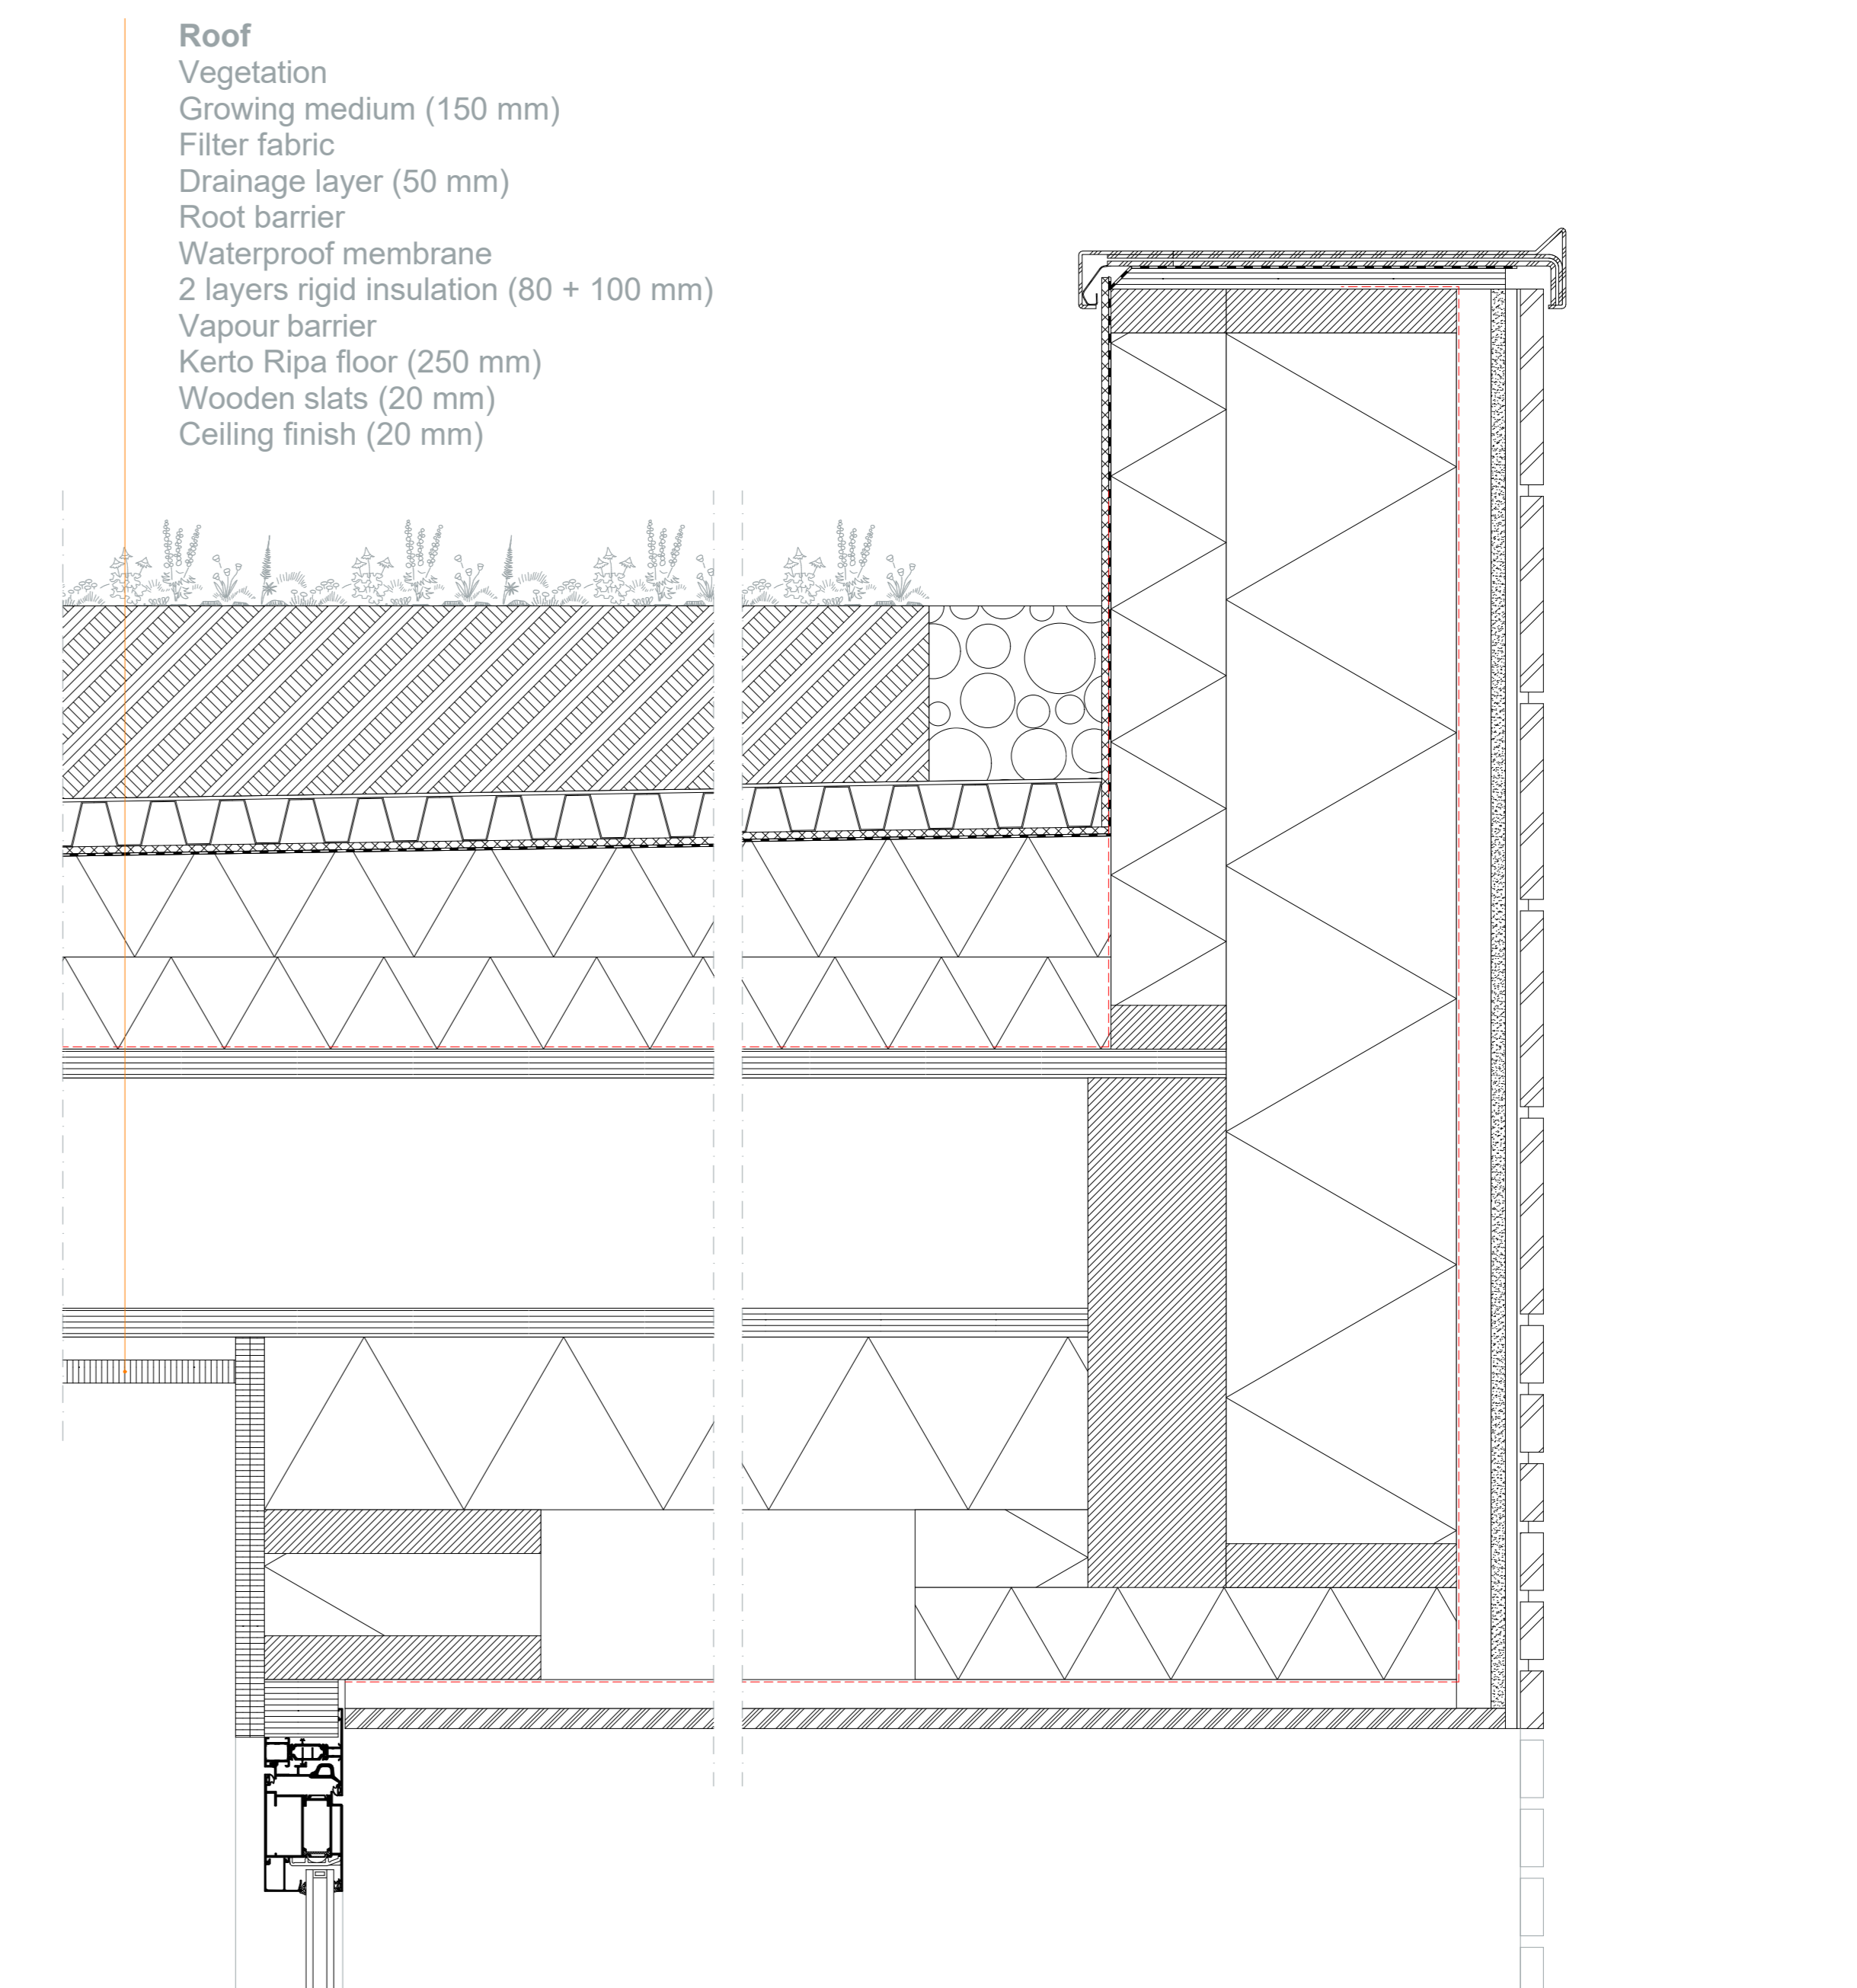 Roof
Vegetation
Growing medium (150 mm)
Filter fabric
Drainage layer (50 mm)
Root barrier
Waterproof membrane
2 layers rigid insulation (80 + 100 mm)
Vapour barrier
Kerto Ripa floor (250 mm)
Wooden slats (20 mm)
Ceiling finish (20 mm)